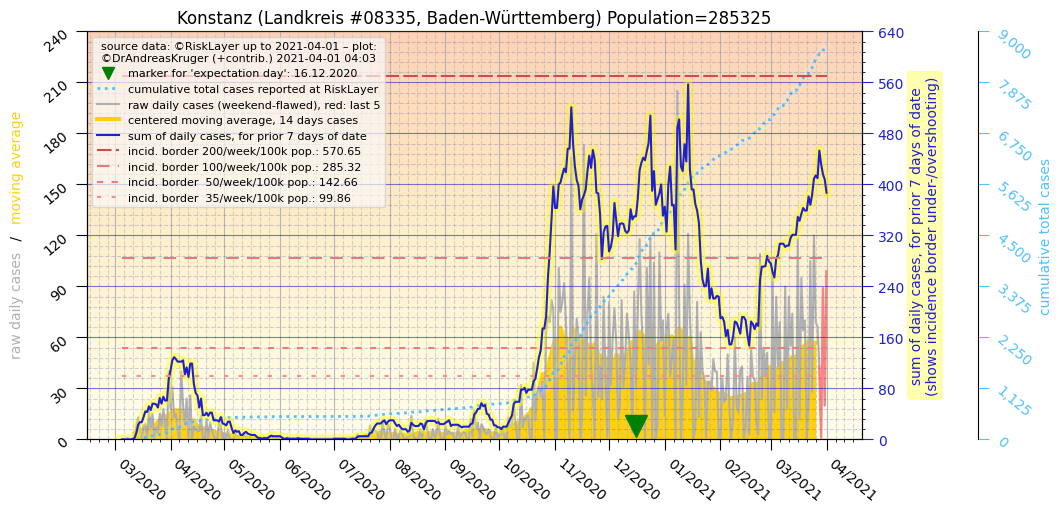 Konstanz (Landkreis #08335, Baden-Württemberg) Population=285325
source data: ©RiskLayer up to 2021-04-01 – plot:
©DrAndreasKruger (+contrib.) 2021-04-01 04:03
marker for 'expectation day': 16.12.2020
cumulative total cases reported at RiskLayer
raw daily cases (weekend-flawed), red: last 5
centered moving average, 14 days cases
sum of daily cases, for prior 7 days of date
incid. border 200/week/100k pop.: 570.65
incid. border 100/week/100k pop.: 285.32
incid. border  50/week/100k pop.: 142.66
incid. border  35/week/100k pop.: 99.86
raw daily cases / moving average
240
210
180
150
120
90
60
30
0
03/2020
04/2020
05/2020
06/2020
07/2020
08/2020
09/2020
10/2020
11/2020
12/2020
01/2021
02/2021
03/2021
04/2021
640
560
480
400
320
240
160
80
0
sum of daily cases, for prior 7 days of date
(shows incidence border under-/overshooting)
9,000
7,875
6,750
5,625
4,500
3,375
2,250
1,125
0
cumulative total cases